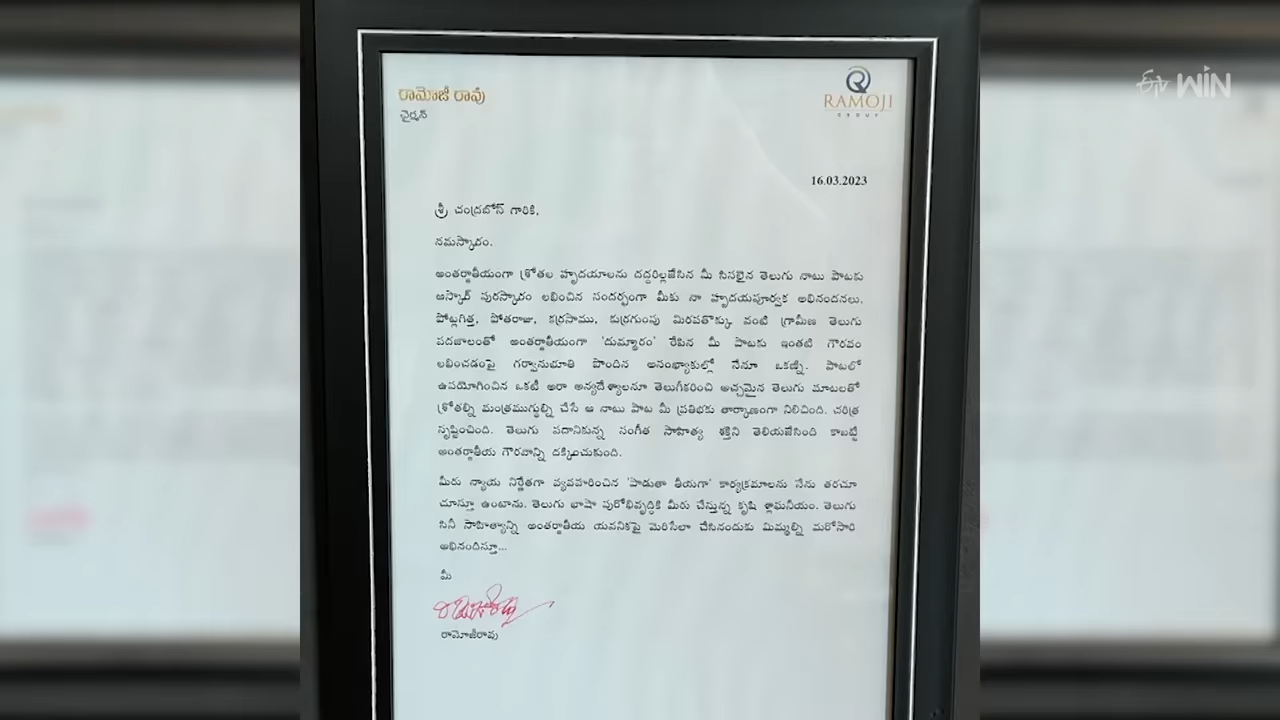 ఈటీవీ WIN
రామోజీ రావు
ఛైర్మన్
RAMOJI
GROUP
16.03.2023
శ్రీ చంద్రబోస్ గారికి,
నమస్కారం.
అంతర్జాతీయంగా శ్రోతల హృదయాలను దద్దరిల్లజేసిన మీ సిసలైన తెలుగు నాటు పాటకు
ఆస్కార్ పురస్కారం లభించిన సందర్భంగా మీకు నా హృదయపూర్వక అభినందనలు.
పోట్లగిత్త, పోతరాజు, కర్రసాము, కుర్రగుంపు మిరపతొక్కు వంటి గ్రామీణ తెలుగు
పదజాలంతో అంతర్జాతీయంగా 'దుమ్మారం' రేపిన మీ పాటకు ఇంతటి గౌరవం
లభించడంపై గర్వానుభూతి పొందిన అసంఖ్యాకుల్లో నేనూ ఒకణ్ని. పాటలో
ఉపయోగించిన ఒకటీ అరా అన్యదేశ్యాలనూ తెలుగీకరించి అచ్చమైన తెలుగు మాటలతో
శ్రోతల్ని మంత్రముగ్ధుల్ని చేసే ఆ నాటు పాట మీ ప్రతిభకు తార్కాణంగా నిలిచింది. చరిత్ర
సృష్టించింది. తెలుగు పదానికున్న సంగీత సాహిత్య శక్తిని తెలియజేసింది కాబట్టే
అంతర్జాతీయ గౌరవాన్ని దక్కించుకుంది.
మీరు న్యాయ నిర్ణేతగా వ్యవహరించిన 'పాడుతా తీయగా' కార్యక్రమాలను నేను తరచూ
చూస్తూ ఉంటాను. తెలుగు భాషా పురోభివృద్ధికి మీరు చేస్తున్న కృషి శ్లాఘనీయం. తెలుగు
సినీ సాహిత్యాన్ని అంతర్జాతీయ యవనికపై మెరిసేలా చేసినందుకు మిమ్మల్ని మరోసారి
అభినందిస్తూ...
మీ
రామోజీరావు